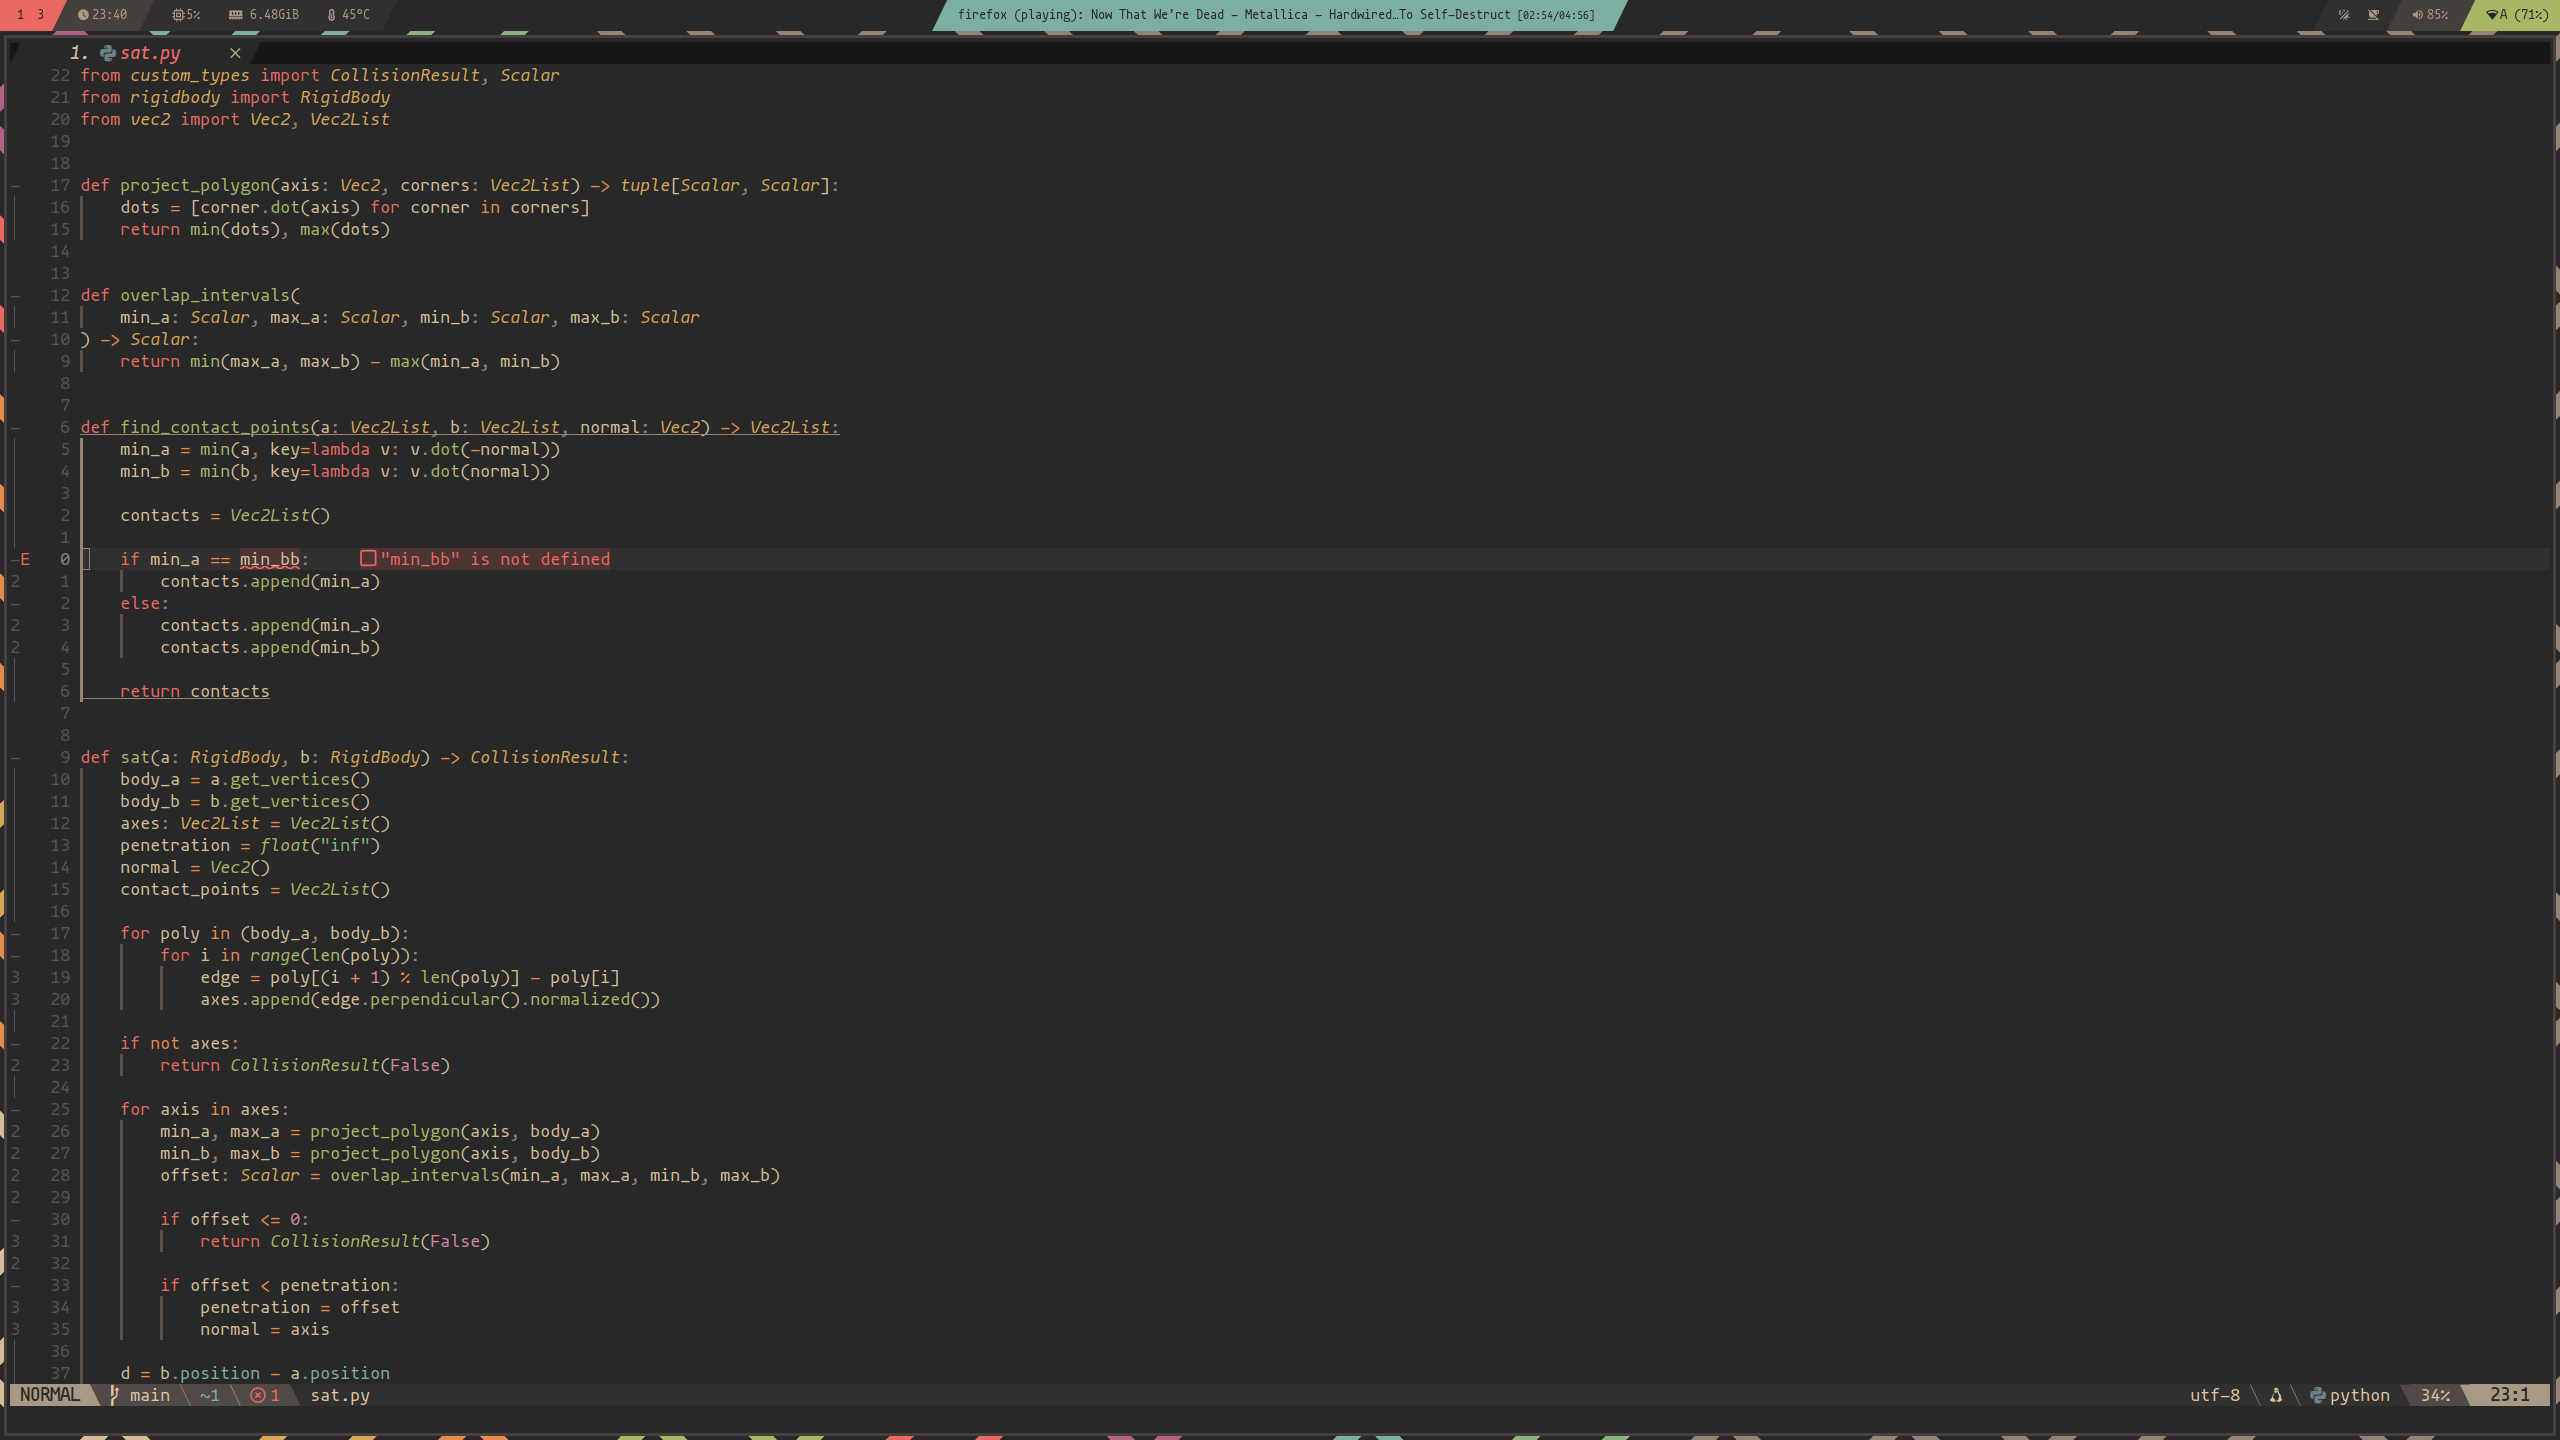 1 3 23:40 5% 6.48GiB 45°C firefox (playing): Now That We're Dead - Metallica - Hardwired…To Self-Destruct [02:54/04:56] 85% A (71%)
1. sat.py ×
22 from custom_types import CollisionResult, Scalar
21 from rigidbody import RigidBody
20 from vec2 import Vec2, Vec2List
19
18
17 def project_polygon(axis: Vec2, corners: Vec2List) -> tuple[Scalar, Scalar]:
16     dots = [corner.dot(axis) for corner in corners]
15     return min(dots), max(dots)
14
13
12 def overlap_intervals(
11     min_a: Scalar, max_a: Scalar, min_b: Scalar, max_b: Scalar
10 ) -> Scalar:
9     return min(max_a, max_b) - max(min_a, min_b)
8
7
6 def find_contact_points(a: Vec2List, b: Vec2List, normal: Vec2) -> Vec2List:
5     min_a = min(a, key=lambda v: v.dot(-normal))
4     min_b = min(b, key=lambda v: v.dot(normal))
3
2     contacts = Vec2List()
1
E 0     if min_a == min_bb:     "min_bb" is not defined
2 1         contacts.append(min_a)
2     else:
2 3         contacts.append(min_a)
2 4         contacts.append(min_b)
5
6     return contacts
7
8
9 def sat(a: RigidBody, b: RigidBody) -> CollisionResult:
10     body_a = a.get_vertices()
11     body_b = b.get_vertices()
12     axes: Vec2List = Vec2List()
13     penetration = float("inf")
14     normal = Vec2()
15     contact_points = Vec2List()
16
17     for poly in (body_a, body_b):
18         for i in range(len(poly)):
3 19             edge = poly[(i + 1) % len(poly)] - poly[i]
3 20             axes.append(edge.perpendicular().normalized())
21
22     if not axes:
2 23         return CollisionResult(False)
24
25     for axis in axes:
2 26         min_a, max_a = project_polygon(axis, body_a)
2 27         min_b, max_b = project_polygon(axis, body_b)
2 28         offset: Scalar = overlap_intervals(min_a, max_a, min_b, max_b)
2 29
30         if offset <= 0:
3 31             return CollisionResult(False)
2 32
33         if offset < penetration:
3 34             penetration = offset
3 35             normal = axis
36
37     d = b.position - a.position
NORMAL main ~1 1 sat.py utf-8 python 34% 23:1